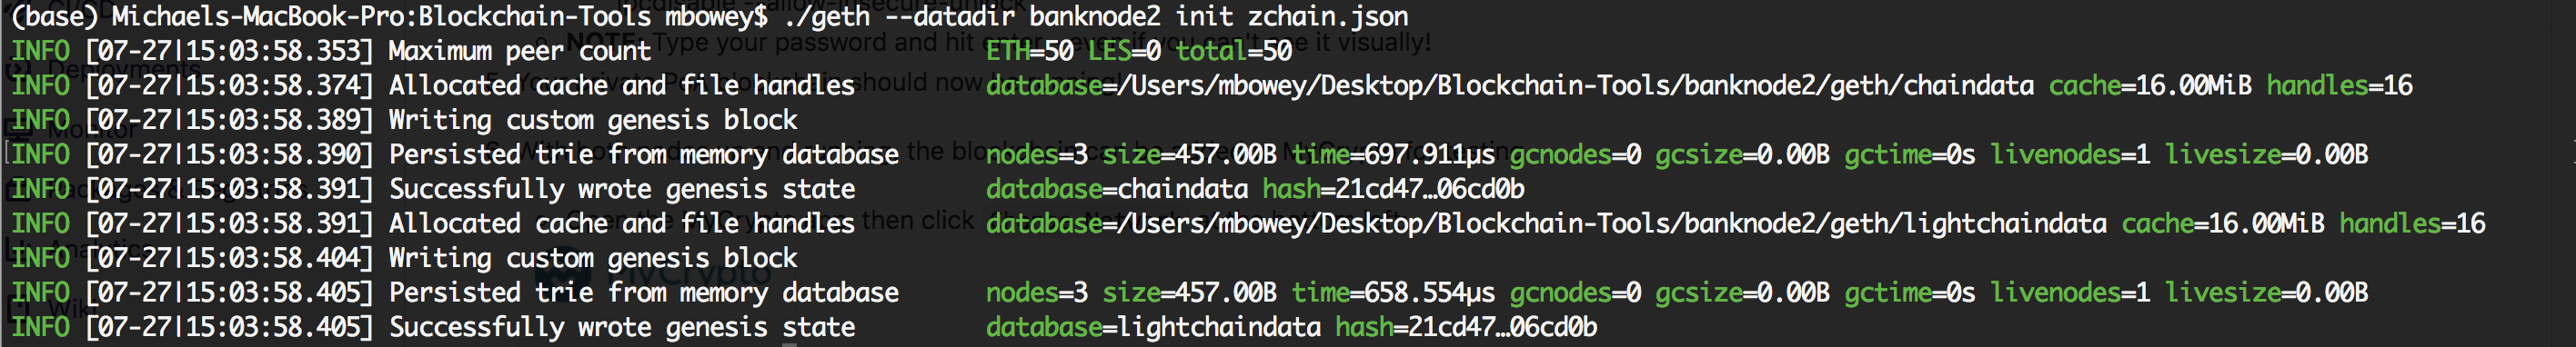 (base) Michaels-MacBook-Pro:Blockchain-Tools mbowey$ ./geth --datadir banknode2 init zchain.json
INFO [07-27|15:03:58.353] Maximum peer count ETH=50 LES=0 total=50
INFO [07-27|15:03:58.374] Allocated cache and file handles database=/Users/mbowey/Desktop/Blockchain-Tools/banknode2/geth/chaindata cache=16.00MiB handles=16
INFO [07-27|15:03:58.389] Writing custom genesis block
INFO [07-27|15:03:58.390] Persisted trie from memory database nodes=3 size=457.00B time=697.911µs gcnodes=0 gcsize=0.00B gctime=0s livenodes=1 livesize=0.00B
INFO [07-27|15:03:58.391] Successfully wrote genesis state database=chaindata hash=21cd47…06cd0b
INFO [07-27|15:03:58.391] Allocated cache and file handles database=/Users/mbowey/Desktop/Blockchain-Tools/banknode2/geth/lightchaindata cache=16.00MiB handles=16
INFO [07-27|15:03:58.404] Writing custom genesis block
INFO [07-27|15:03:58.405] Persisted trie from memory database nodes=3 size=457.00B time=658.554µs gcnodes=0 gcsize=0.00B gctime=0s livenodes=1 livesize=0.00B
INFO [07-27|15:03:58.405] Successfully wrote genesis state database=lightchaindata hash=21cd47…06cd0b